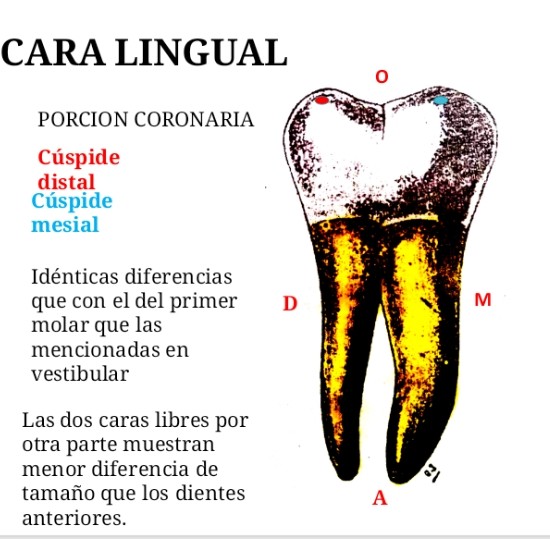 CARA LINGUAL
O
PORCION CORONARIA
Cúspide
distal
Cúspide
mesial
Idénticas diferencias
que con el del primer
molar que las
mencionadas en
vestibular
D
M
Las dos caras libres por
otra parte muestran
menor diferencia de
tamaño que los dientes
anteriores.
A